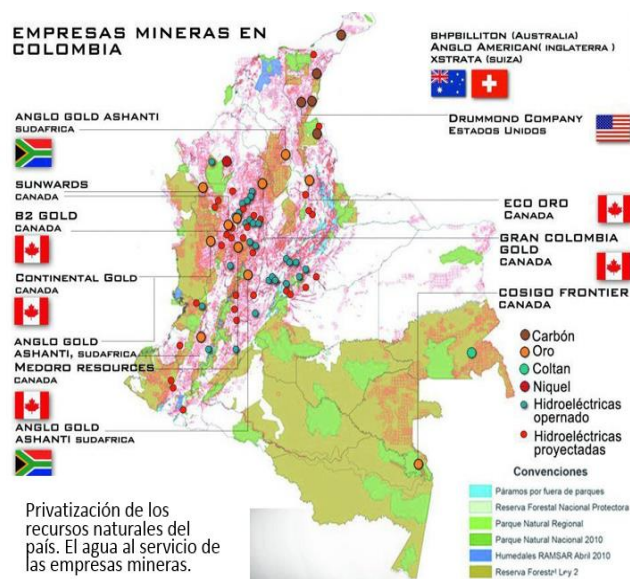 EMPRESAS MINERAS EN
COLOMBIA
BHPBILLITON (AUSTRALIA)
ANGLO AMERICAN( INGLATERRA )
XSTRATA (SUIZA)
ANGLO GOLD ASHANTI
SUDAFRICA
DRUMMOND COMPANY
ESTADOS UNIDOS
SUNWARDS
CANADA
B2 GOLD
CANADA
ECO ORO
CANADA
GRAN COLOMBIA
GOLD
CANADA
CONTINENTAL GOLD
CANADA
COSIGO FRONTIER
CANADA
ANGLO GOLD
ASHANTI, SUDAFRICA
MEDORO RESOURCES
CANADA
ANGLO GOLD
ASHANTI SUDAFRICA
Carbón
Oro
Coltan
Niquel
Hidroeléctricas
opernado
Hidroeléctricas
proyectadas
Convenciones
Páramos por fuera de parques
Reserva Forestal Nacional Protectora
Parque Natural Regional
Parque Natural Nacional 2010
Humedales RAMSAR Abril 2010
Reserva Forestal Ley 2
Privatización de los
recursos naturales del
país. El agua al servicio de
las empresas mineras.